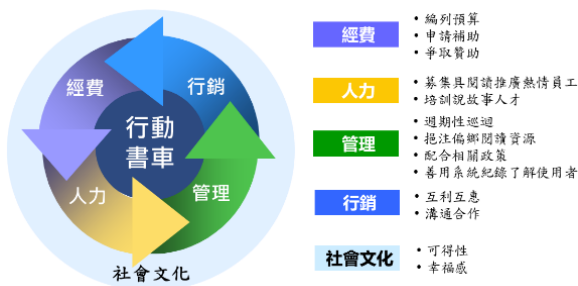 經費
行銷
行動
書車
人力
管理
社會文化
經費
• 編列預算
• 申請補助
• 爭取贊助
人力
• 募集具閱讀推廣熱情員工
• 培訓說故事人才
管理
• 週期性巡迴
• 挹注偏鄉閱讀資源
• 配合相關政策
• 善用系統紀錄了解使用者
行銷
• 互利互惠
• 溝通合作
社會文化
• 可得性
• 幸福感